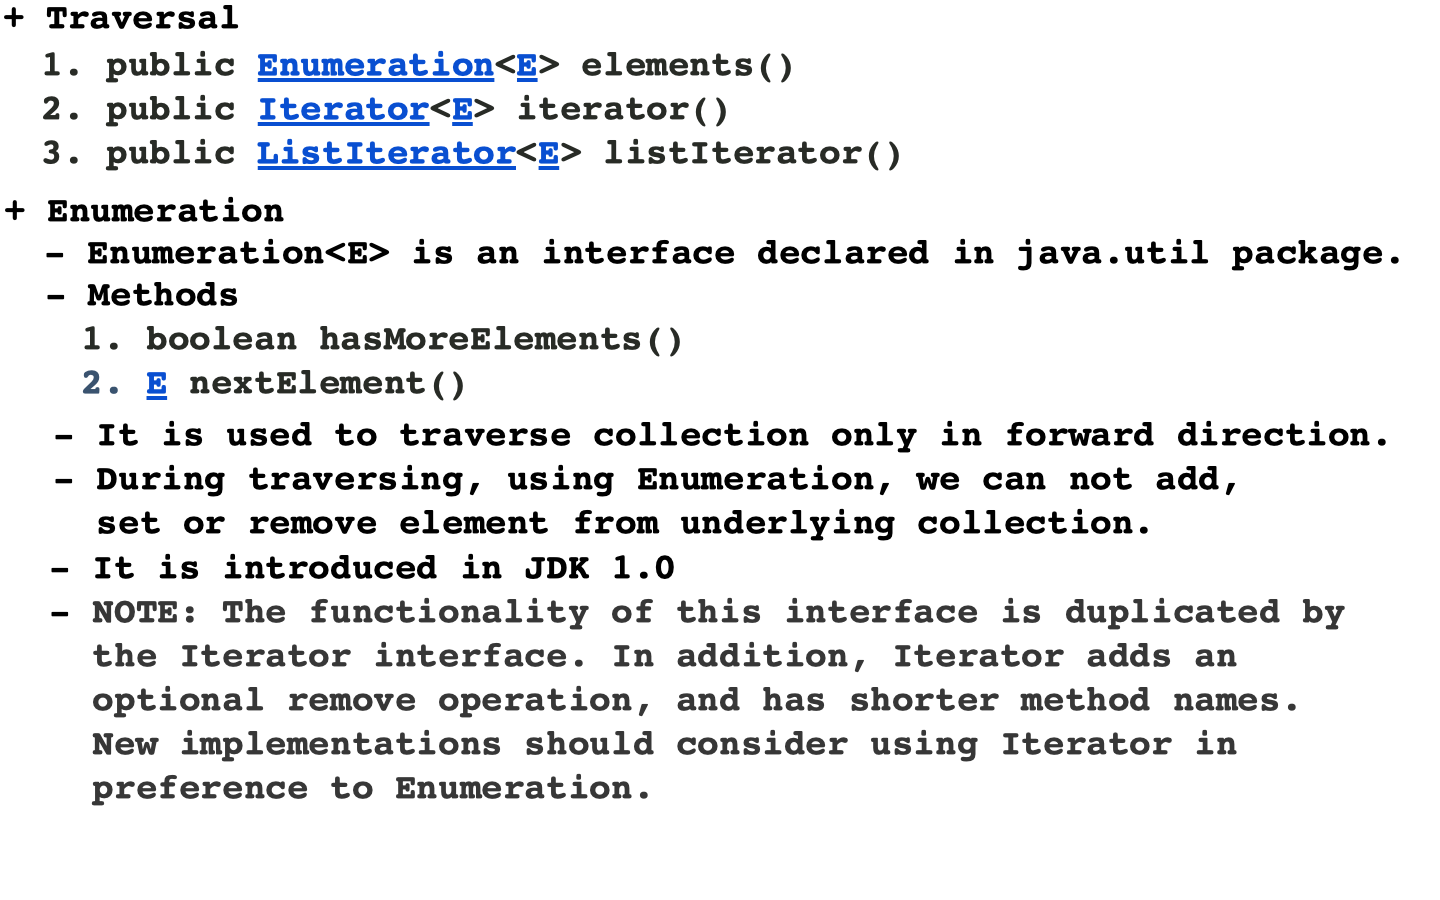 + Traversal
1. public Enumeration<E> elements()
2. public Iterator<E> iterator()
3. public ListIterator<E> listIterator()
+ Enumeration
- Enumeration<E> is an interface declared in java.util package.
- Methods
1. boolean hasMoreElements()
2. E nextElement()
- It is used to traverse collection only in forward direction.
- During traversing, using Enumeration, we can not add,
set or remove element from underlying collection.
- It is introduced in JDK 1.0
- NOTE: The functionality of this interface is duplicated by
the Iterator interface. In addition, Iterator adds an
optional remove operation, and has shorter method names.
New implementations should consider using Iterator in
preference to Enumeration.